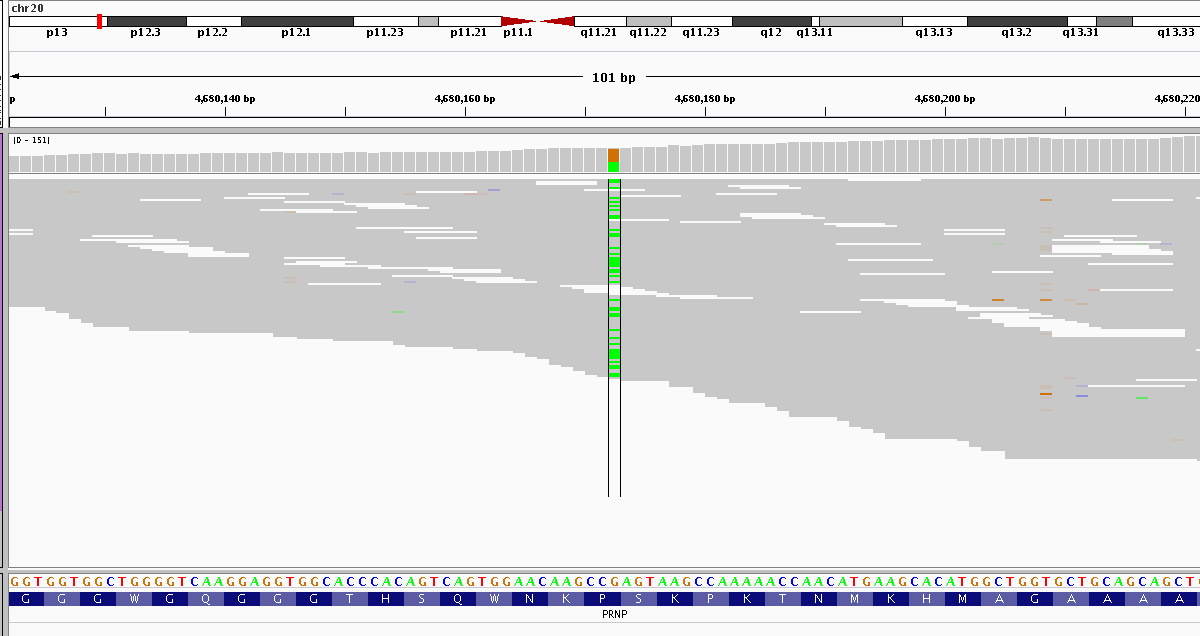 chr20
p13 p12.3 p12.2 p12.1 p11.23 p11.21 p11.1 q11.21 q11.22 q11.23 q12 q13.11 q13.13 q13.2 q13.31 q13.33
101 bp
p 4,680,140 bp 4,680,160 bp 4,680,180 bp 4,680,200 bp 4,680,220
[0 - 151]
GGTGGTGGCTGGGGTCAAGGAGGTGGCACCCACAGTCAGTGGAACAAGCCGAGTAAGCCAAAAACCAACATGAAGCACATGGCTGGTGCTGCAGCAGCT
G G G W G Q G G G T H S Q W N K P S K P K T N M K H M A G A A A A
PRNP